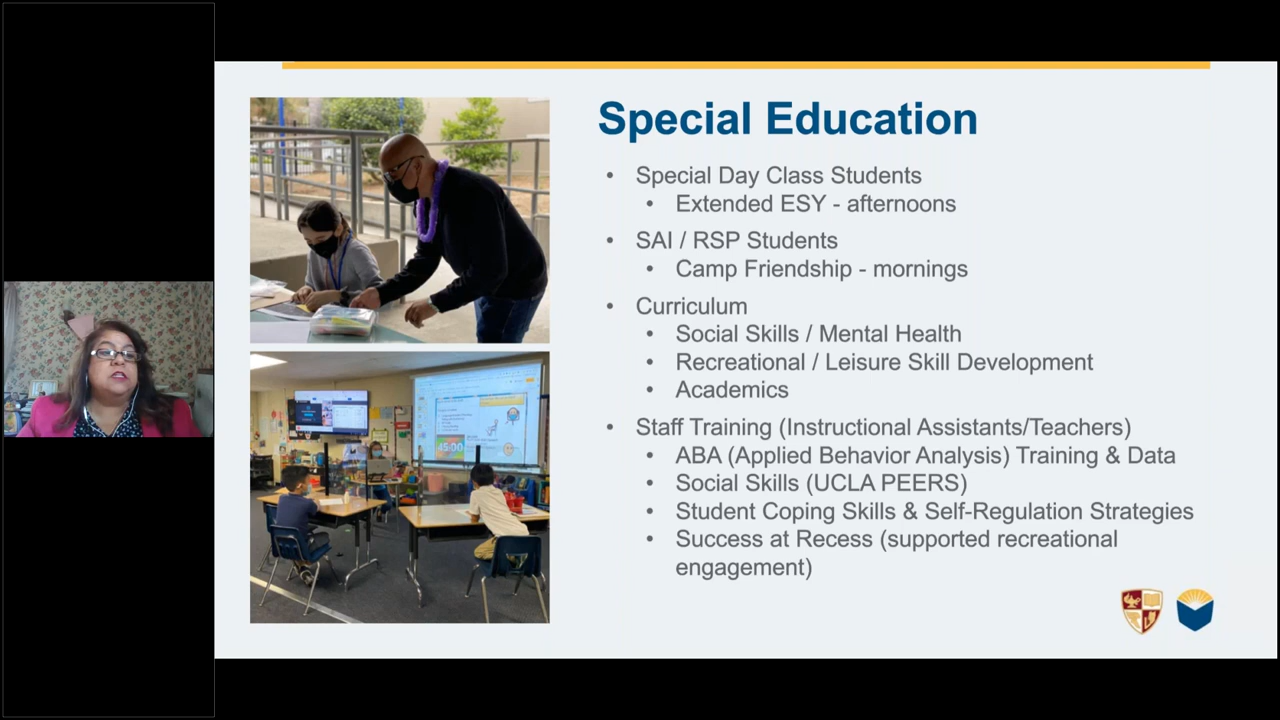 Special Education
• Special Day Class Students
• Extended ESY - afternoons
• SAI / RSP Students
• Camp Friendship - mornings
• Curriculum
• Social Skills / Mental Health
• Recreational / Leisure Skill Development
• Academics
• Staff Training (Instructional Assistants/Teachers)
• ABA (Applied Behavior Analysis) Training & Data
• Social Skills (UCLA PEERS)
• Student Coping Skills & Self-Regulation Strategies
• Success at Recess (supported recreational
engagement)
45:00